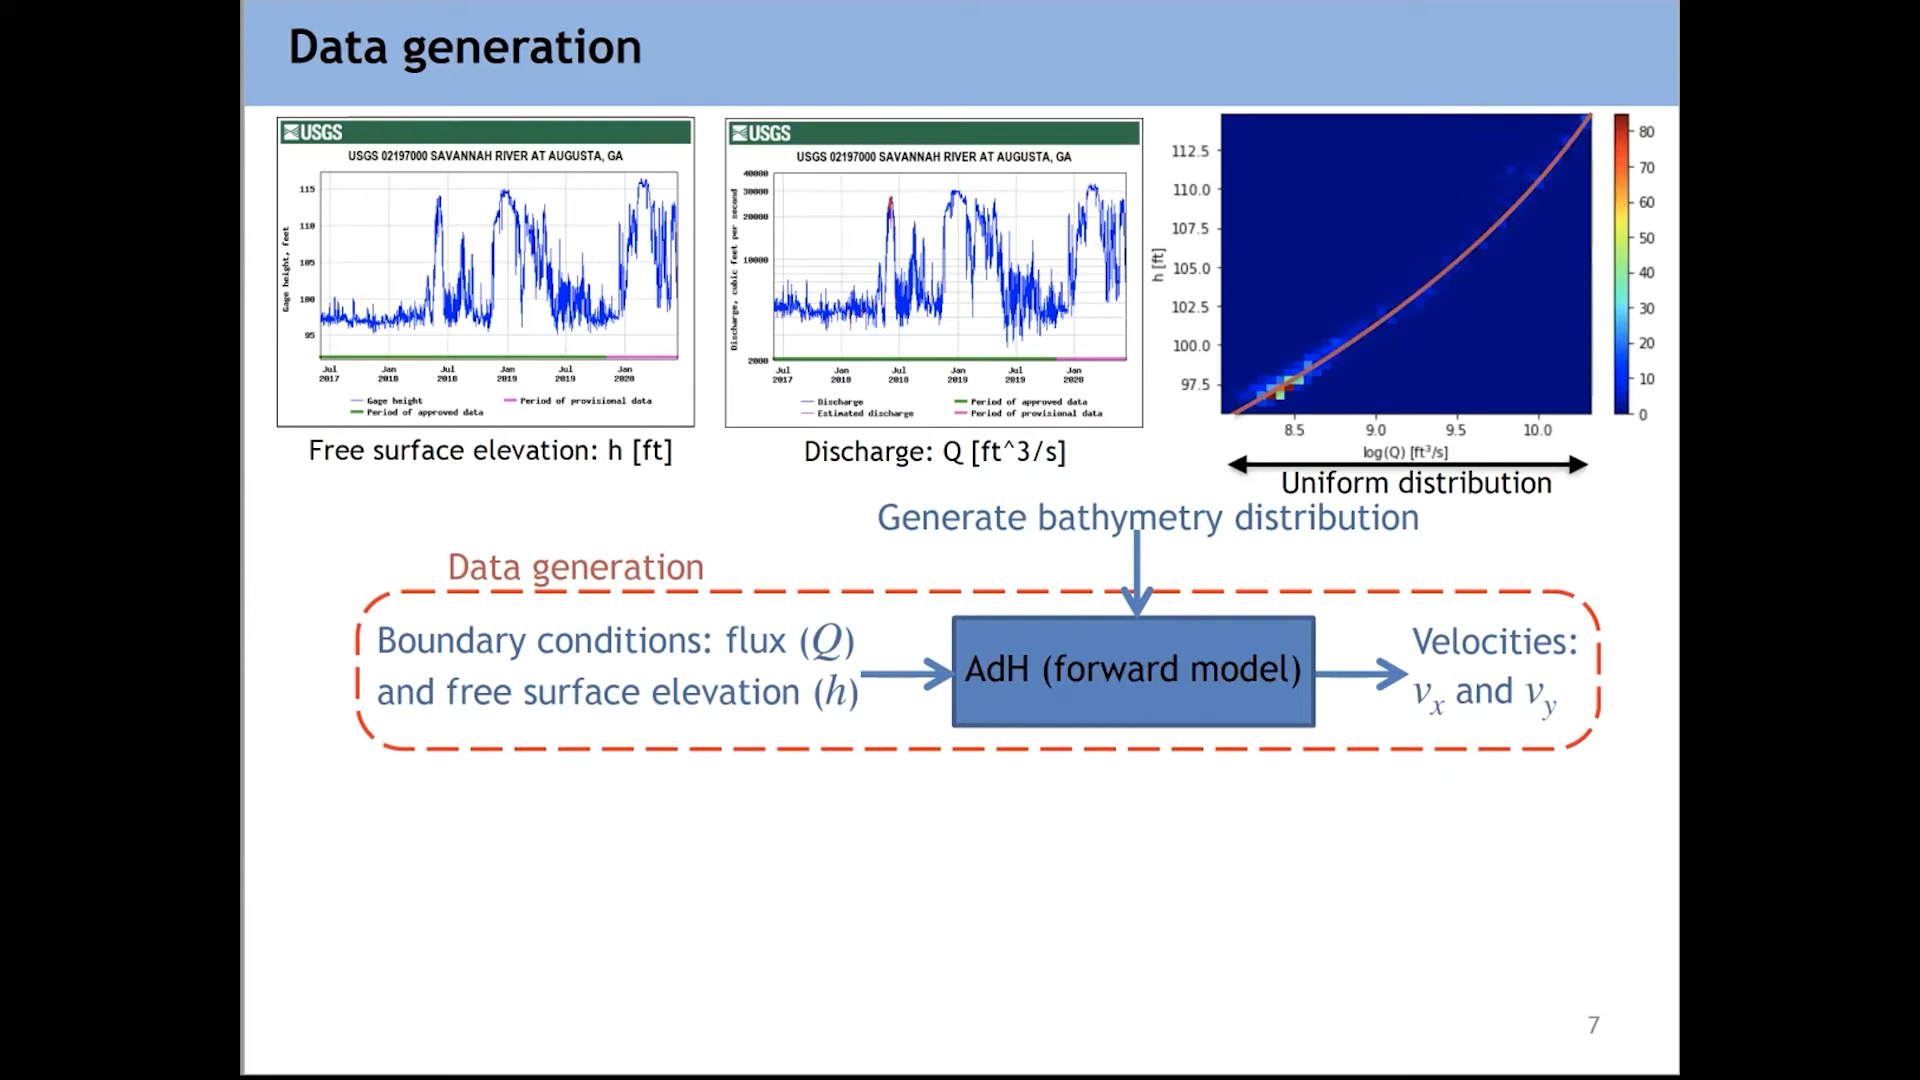 Data generation
USGS
USGS 02197000 SAVANNAH RIVER AT AUGUSTA, GA
Gage height, feet
115
110
105
100
95
Jul 2017
Jan 2018
Jul 2018
Jan 2019
Jul 2019
Jan 2020
Gage height
Period of approved data
Period of provisional data
Free surface elevation: h [ft]
USGS
USGS 02197000 SAVANNAH RIVER AT AUGUSTA, GA
Discharge, cubic feet per second
40000
30000
20000
10000
2000
Jul 2017
Jan 2018
Jul 2018
Jan 2019
Jul 2019
Jan 2020
Discharge
Estimated discharge
Period of approved data
Period of provisional data
Discharge: Q [ft^3/s]
h [ft]
112.5
110.0
107.5
105.0
102.5
100.0
97.5
8.5 9.0 9.5 10.0
log(Q) [ft³/s]
80
70
60
50
40
30
20
10
0
Uniform distribution
Generate bathymetry distribution
Data generation
Boundary conditions: flux (Q)
and free surface elevation (h)
AdH (forward model)
Velocities:
vx and vy
7